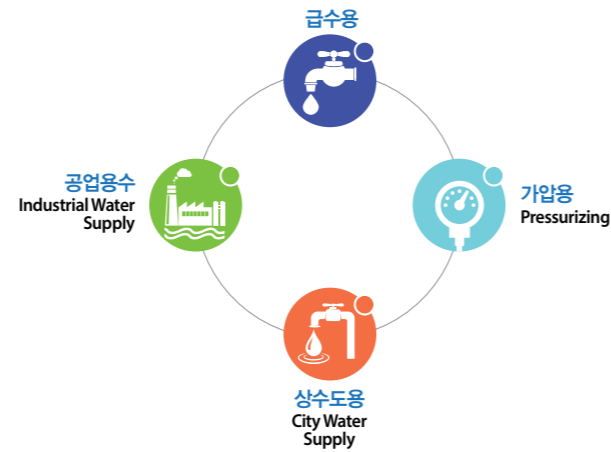 급수용
공업용수
Industrial Water
Supply
가압용
Pressurizing
상수도용
City Water
Supply